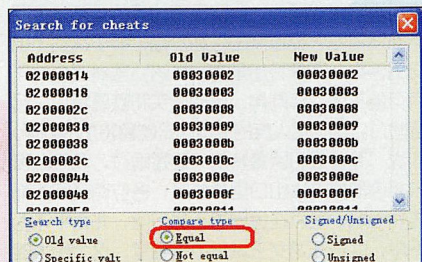 Search for cheats
Address Old Value New Value
02000014 00030002 00030002
02000018 00030003 00030003
0200002c 00030008 00030008
02000030 00030009 00030009
02000038 0003000b 0003000b
0200003c 0003000c 0003000c
02000044 0003000e 0003000e
02000048 0003000f 0003000f
Search type Compare type Signed/Unsigned
Old value Equal Signed
Specific valu Not equal Unsigned